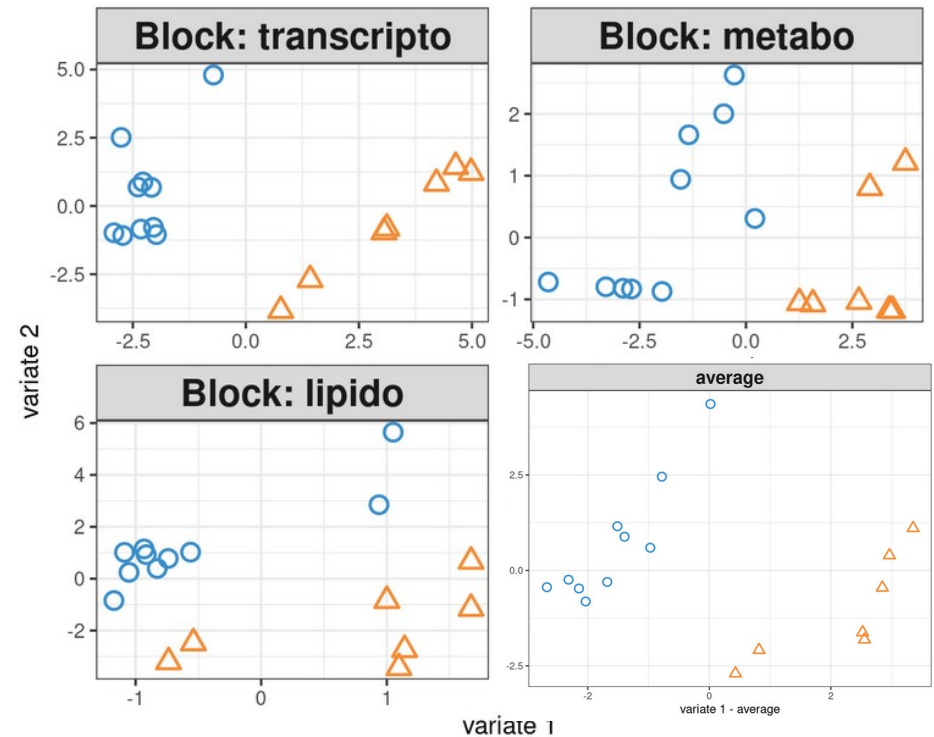 Block: transcripto
5.0
2.5
0.0
-2.5
-2.5 0.0 2.5 5.0
Block: metabo
2
1
0
-1
-5.0 -2.5 0.0 2.5
variate 2
Block: lipido
6
4
2
0
-2
-1 0 1
average
2.5
0.0
-2.5
-2 0 2
variate 1 - average
variate 1